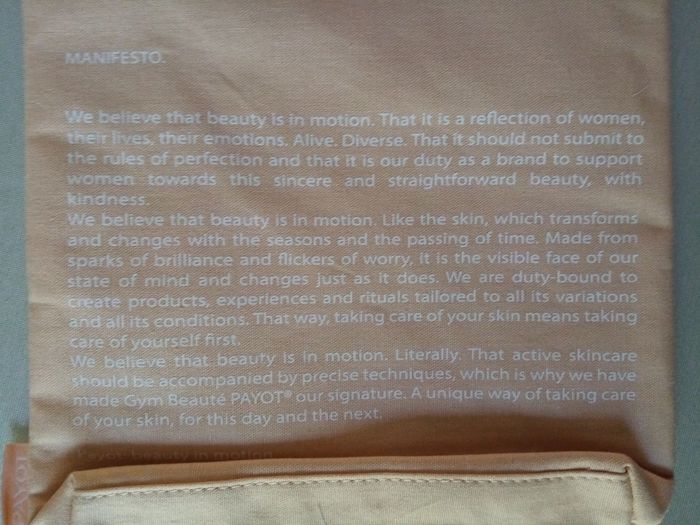 MANIFESTO.
We believe that beauty is in motion. That it is a reflection of women,
their lives, their emotions. Alive. Diverse. That it should not submit to
the rules of perfection and that it is our duty as a brand to support
women towards this sincere and straightforward beauty, with
kindness.
We believe that beauty is in motion. Like the skin, which transforms
and changes with the seasons and the passing of time. Made from
sparks of brilliance and flickers of worry, it is the visible face of our
state of mind and changes just as it does. We are duty-bound to
create products, experiences and rituals tailored to all its variations
and all its conditions. That way, taking care of your skin means taking
care of yourself first.
We believe that beauty is in motion. Literally. That active skincare
should be accompanied by precise techniques, which is why we have
made Gym Beauté PAYOT® our signature. A unique way of taking care
of your skin, for this day and the next.
Payot: beauty in motion
PAYOT